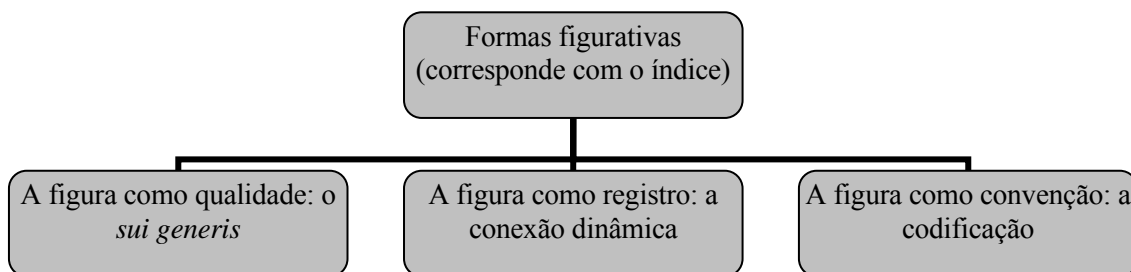 Formas figurativas
(corresponde com o índice)
A figura como qualidade: o
sui generis
A figura como registro: a
conexão dinâmica
A figura como convenção: a
codificação